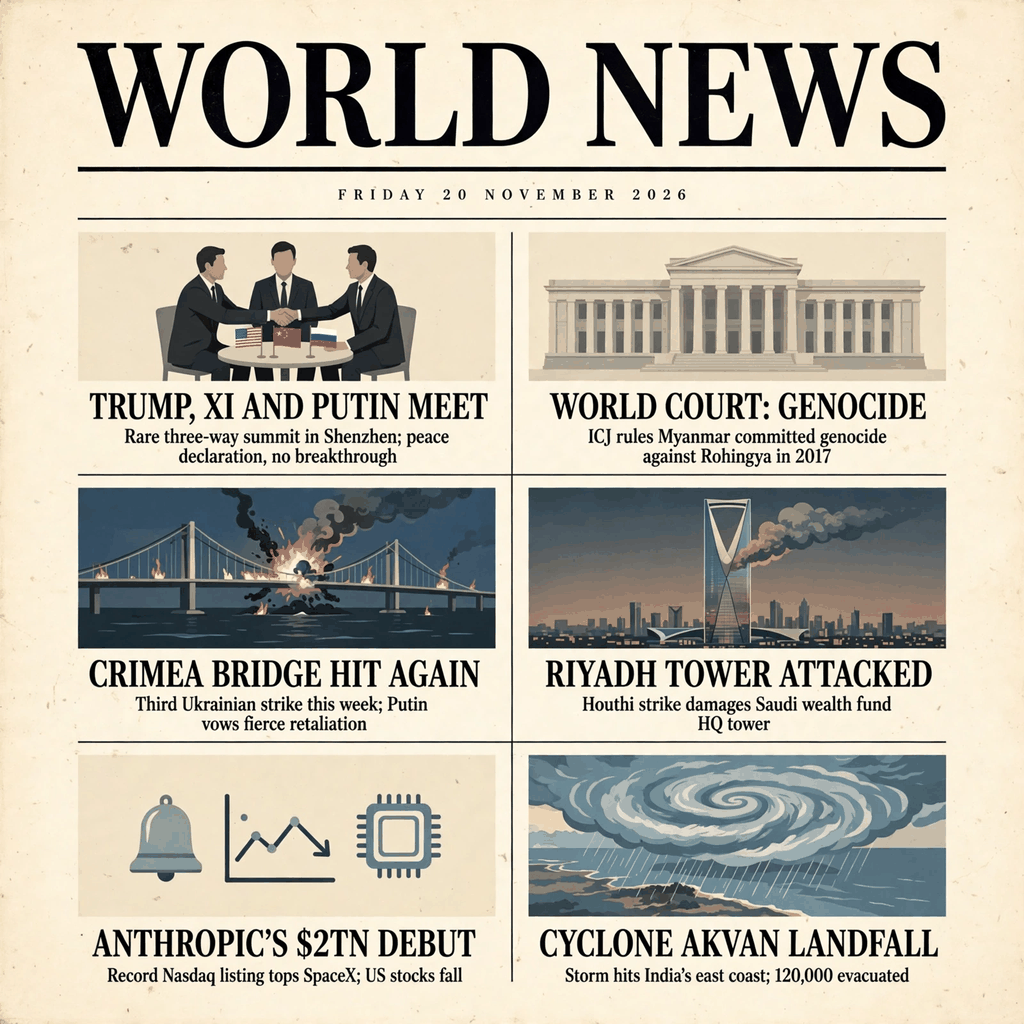 WORLD NEWS
FRIDAY 20 NOVEMBER 2026
TRUMP, XI AND PUTIN MEET
Rare three-way summit in Shenzhen; peace
declaration, no breakthrough
WORLD COURT: GENOCIDE
ICJ rules Myanmar committed genocide
against Rohingya in 2017
CRIMEA BRIDGE HIT AGAIN
Third Ukrainian strike this week; Putin
vows fierce retaliation
RIYADH TOWER ATTACKED
Houthi strike damages Saudi wealth fund
HQ tower
ANTHROPIC'S $2TN DEBUT
Record Nasdaq listing tops SpaceX; US stocks fall
CYCLONE AKVAN LANDFALL
Storm hits India's east coast; 120,000 evacuated